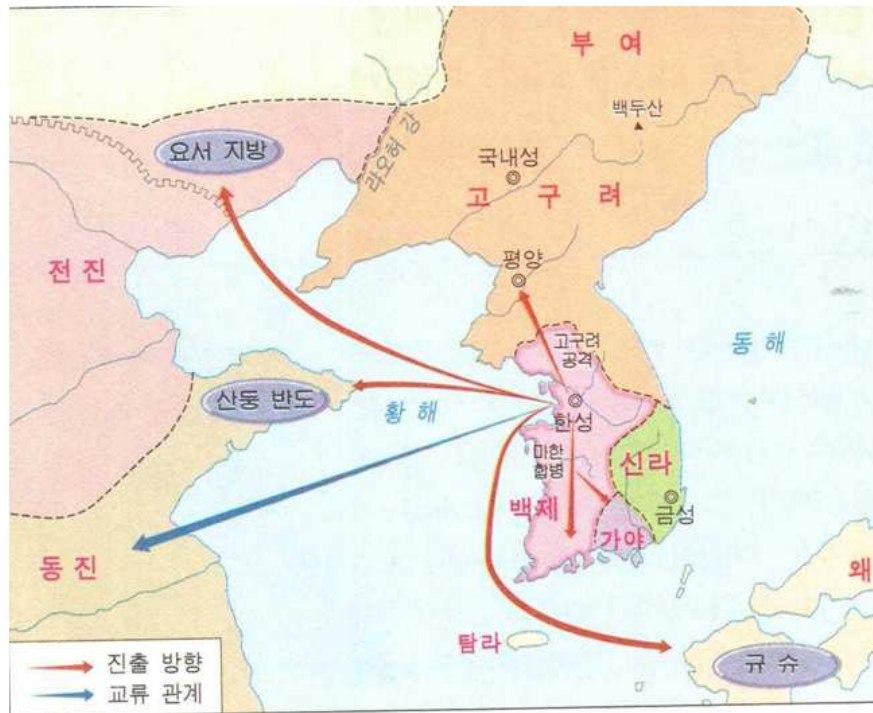 부여
백두산
요서 지방
랴오허 강
국내성
고구려
전진
평양
고구려
공격
동해
산둥 반도
황해
한성
마한
합병
신라
백제
금성
가야
동진
왜
탐라
규슈
진출 방향
교류 관계